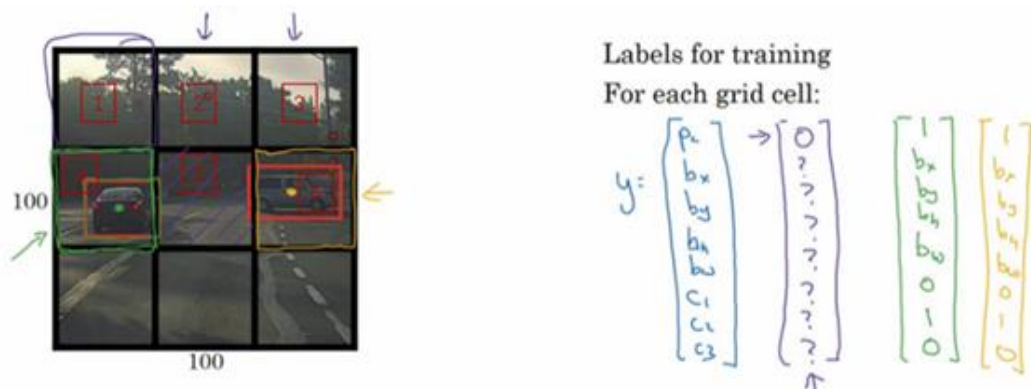 1
2
3
100
100
Labels for training
For each grid cell:
y =
Pc
bx
by
bh
bw
c1
c2
c3
0
?
?
?
?
?
?
?
1
bx
by
bh
bw
0
1
0
1
bx
by
bh
bw
0
1
0